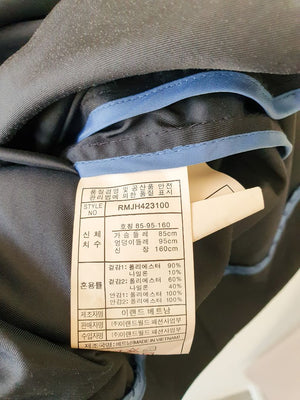 품질경영 및 공산품 안전
관리법에 의한 품질 표시
STYLE NO RMJH423100
호칭 85-95-160
신체 치수 가슴둘레 85cm
엉덩이둘레 95cm
신장 160cm
혼용율 겉감1: 폴리에스터 90%
나일론 10%
겉감2: 폴리에스터 60%
나일론 40%
안감1: 폴리에스터 100%
안감2: 폴리에스터 100%
제조자명 이랜드 베트남
판매자명 ㈜이랜드월드 패션사업부
수입자명 ㈜이랜드월드 패션사업부
제조국명 베트남(MADE IN VIETNAM)